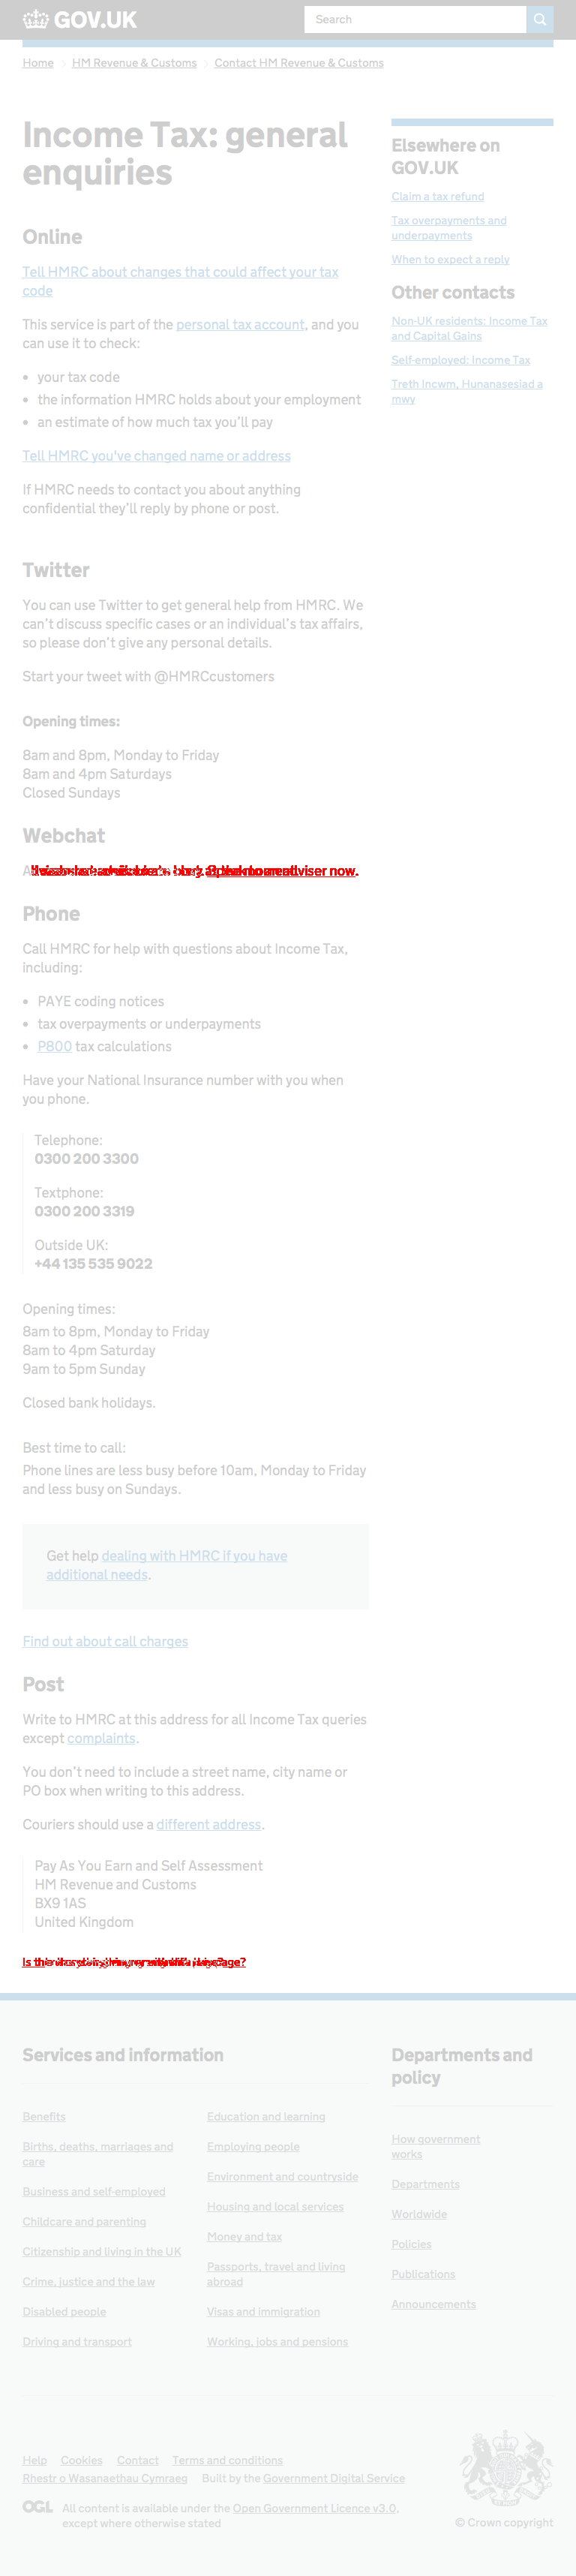 GOV.UK
Search
Home
HM Revenue & Customs
Contact HM Revenue & Customs
Income Tax: general
enquiries
Online
Tell HMRC about changes that could affect your tax
code
This service is part of the personal tax account, and you
can use it to check:
• your tax code
• the information HMRC holds about your employment
• an estimate of how much tax you’ll pay
Tell HMRC you've changed name or address
If HMRC needs to contact you about anything
confidential they’ll reply by phone or post.
Twitter
You can use Twitter to get general help from HMRC. We
can’t discuss specific cases or an individual’s tax affairs,
so please don’t give any personal details.
Start your tweet with @HMRCcustomers
Opening times:
8am and 8pm, Monday to Friday
8am and 4pm Saturdays
Closed Sundays
Webchat
adviser now.
Phone
Call HMRC for help with questions about Income Tax,
including:
• PAYE coding notices
• tax overpayments or underpayments
• P800 tax calculations
Have your National Insurance number with you when
you phone.
Telephone:
0300 200 3300
Textphone:
0300 200 3319
Outside UK:
+44 135 535 9022
Opening times:
8am to 8pm, Monday to Friday
8am to 4pm Saturday
9am to 5pm Sunday
Closed bank holidays.
Best time to call:
Phone lines are less busy before 10am, Monday to Friday
and less busy on Sundays.
Get help dealing with HMRC if you have
additional needs.
Find out about call charges
Post
Write to HMRC at this address for all Income Tax queries
except complaints.
You don’t need to include a street name, city name or
PO box when writing to this address.
Couriers should use a different address.
Pay As You Earn and Self Assessment
HM Revenue and Customs
BX9 1AS
United Kingdom
Elsewhere on
GOV.UK
Claim a tax refund
Tax overpayments and
underpayments
When to expect a reply
Other contacts
Non-UK residents: Income Tax
and Capital Gains
Self-employed: Income Tax
Treth Incwm, Hunanasesiad a
mwy
Services and information
Benefits
Births, deaths, marriages and
care
Business and self-employed
Childcare and parenting
Citizenship and living in the UK
Crime, justice and the law
Disabled people
Driving and transport
Education and learning
Employing people
Environment and countryside
Housing and local services
Money and tax
Passports, travel and living
abroad
Visas and immigration
Working, jobs and pensions
Departments and
policy
How government
works
Departments
Worldwide
Policies
Publications
Announcements
Help
Cookies
Contact
Terms and conditions
Rhestr o Wasanaethau Cymraeg
Built by the Government Digital Service
OGL
All content is available under the Open Government Licence v3.0,
except where otherwise stated
© Crown copyright